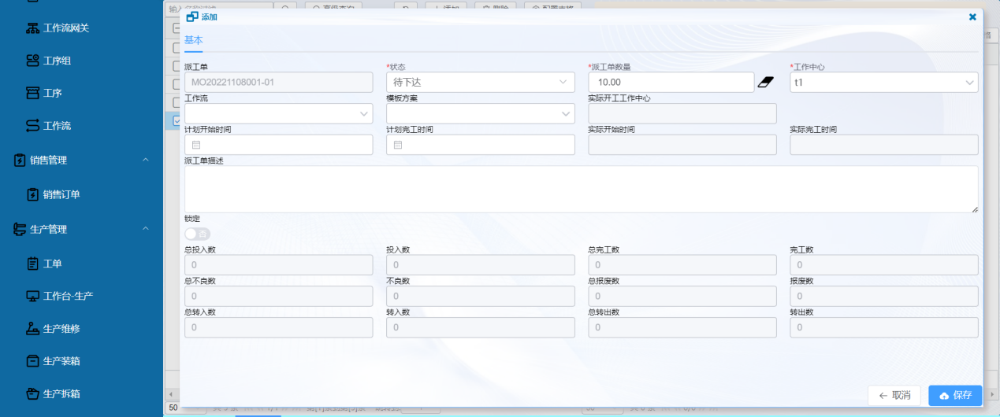 添加
基本
派工单 *状态 *派工单数量 *工作中心
MO20221108001-01 待下达 10.00 t1
工作流 模板方案 实际开工工作中心
计划开始时间 计划完工时间 实际开始时间 实际完工时间
派工单描述
锁定
否
总投入数 投入数 总完工数 完工数
0 0 0 0
总不良数 不良数 总报废数 报废数
0 0 0 0
总转入数 转入数 总转出数 转出数
0 0 0 0
取消 保存
50
工作流网关
工序组
工序
工作流
销售管理
销售订单
生产管理
工单
工作台-生产
生产维修
生产装箱
生产拆箱